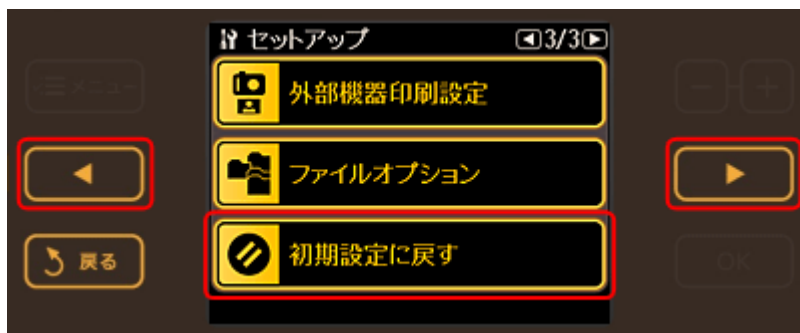 セットアップ ◀3/3▶
メニュー
外部機器印刷設定
ファイルオプション
初期設定に戻す
戻る
OK